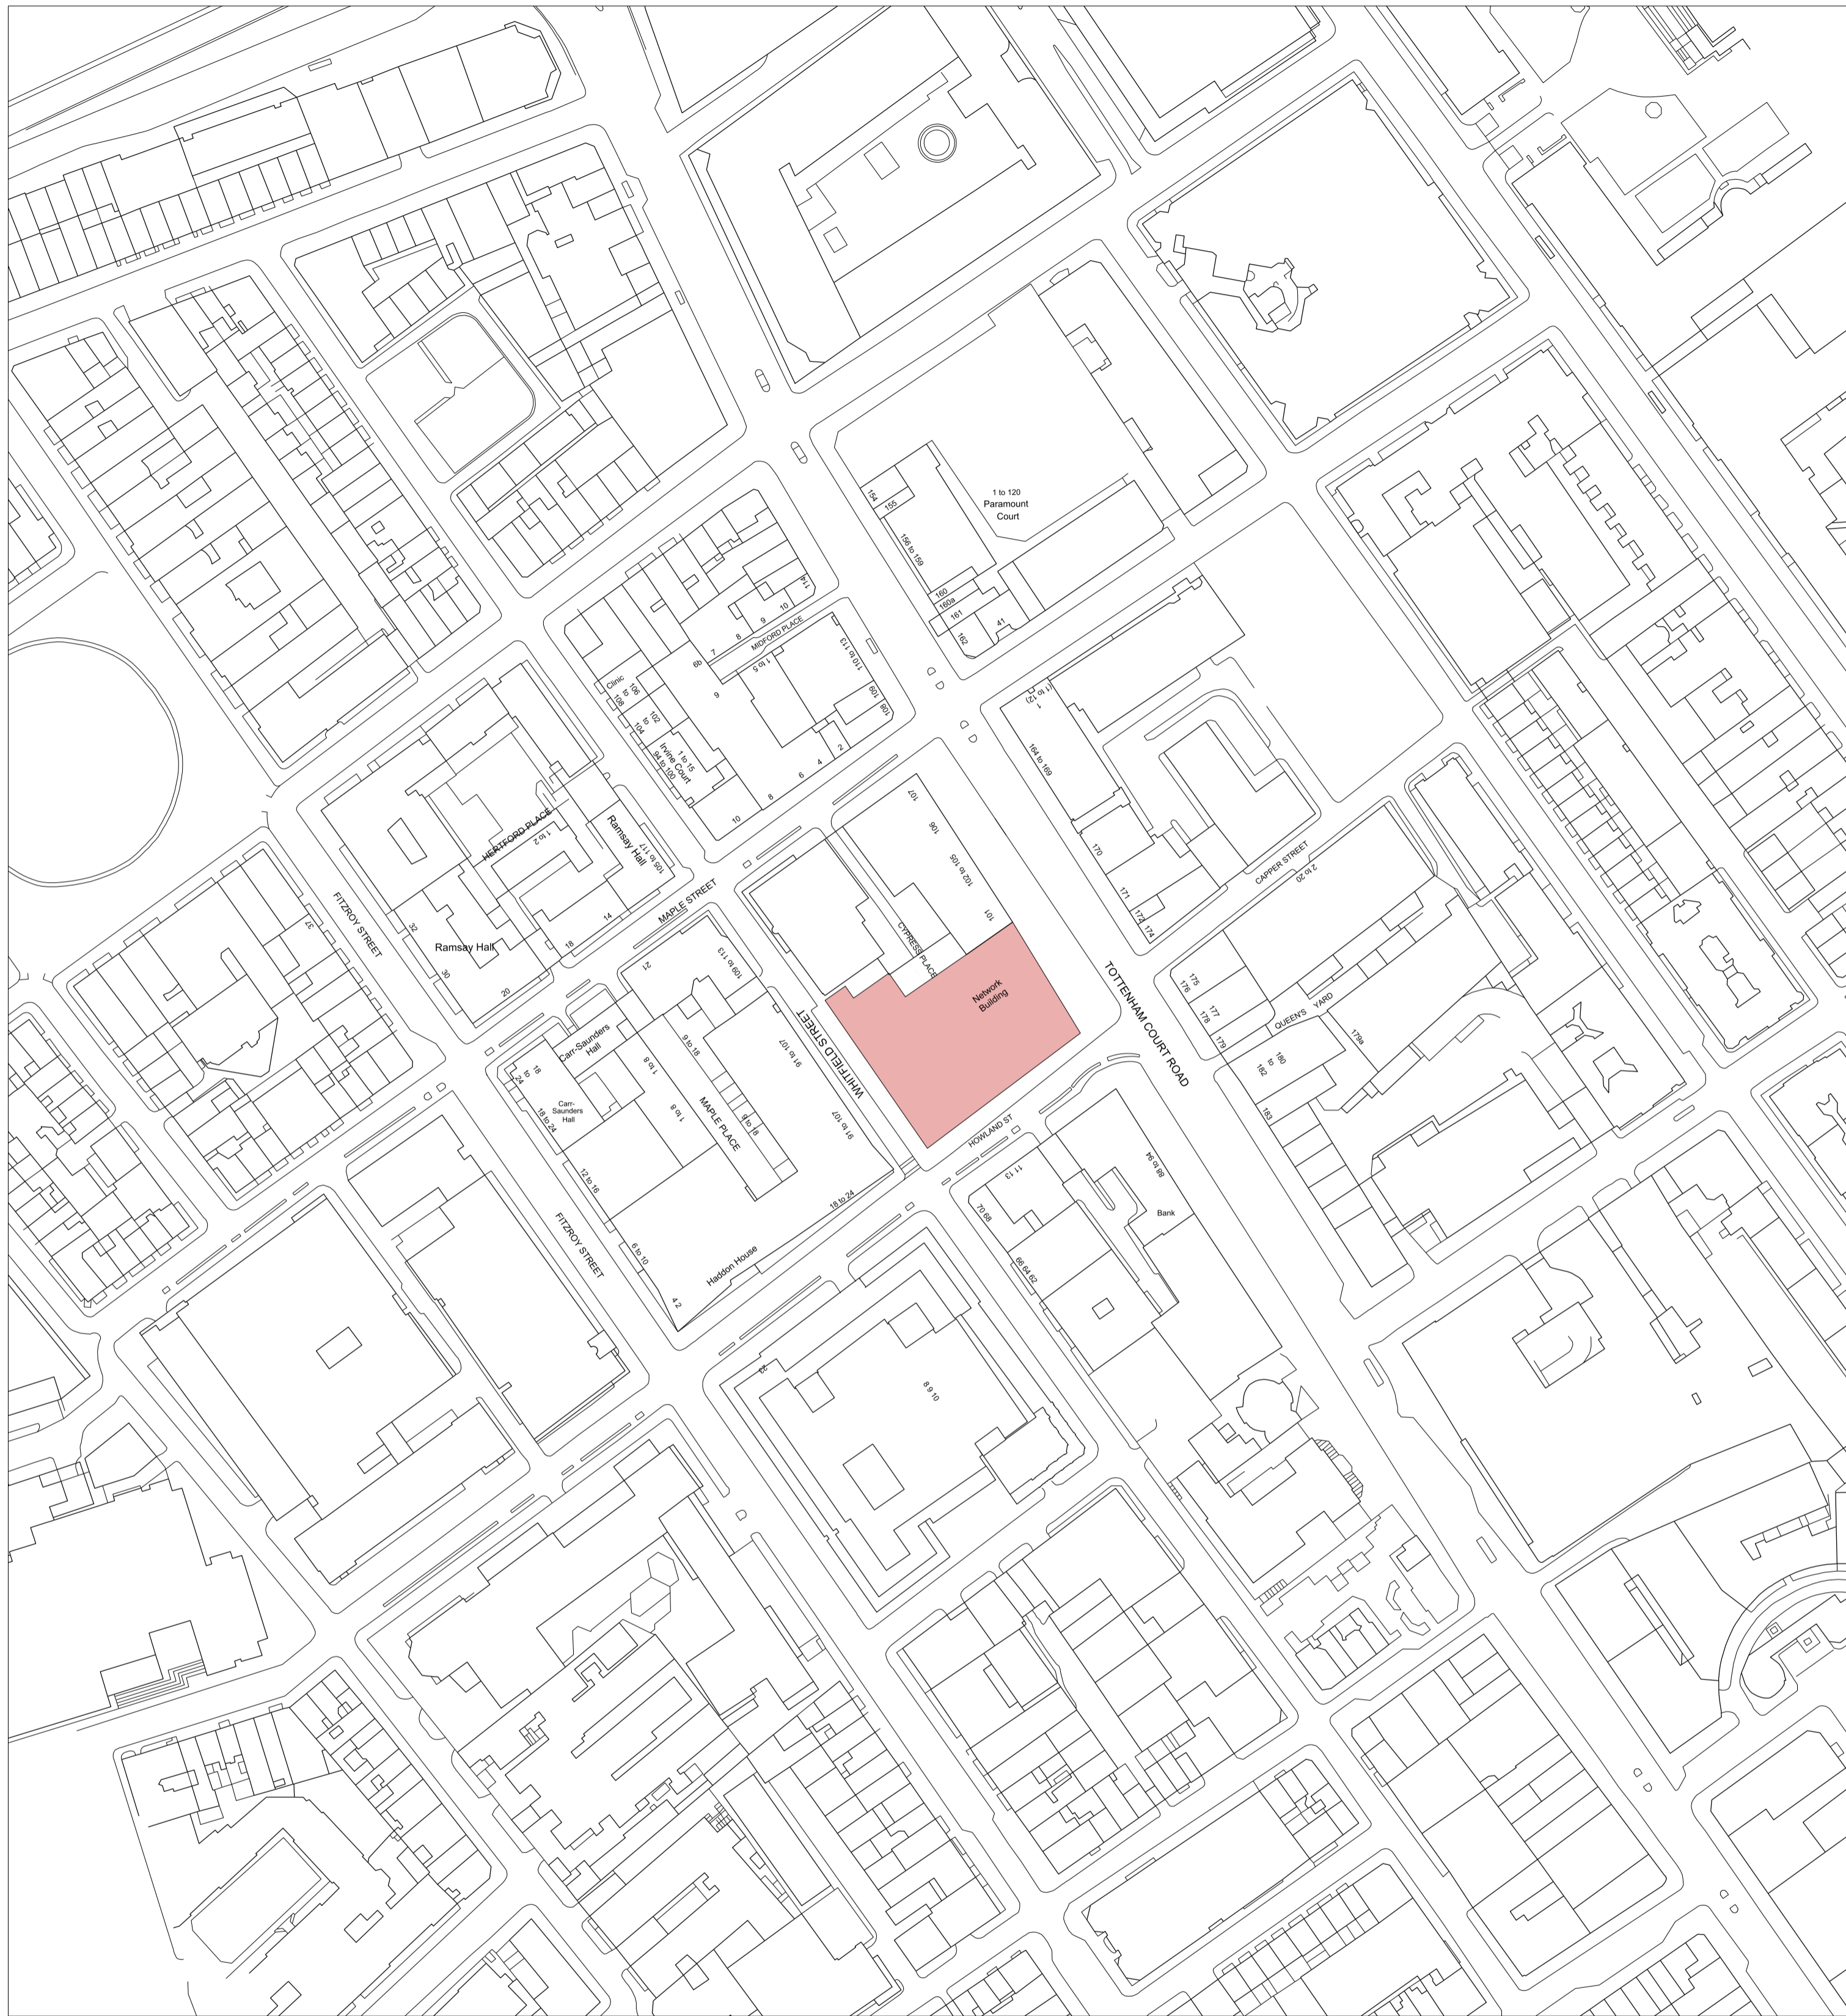 1 to 120
Paramount
Court
154
155
156 to 159
160
160a
161
162
41
114
10
9
8
7
6b
MIDFORD PLACE
1 to 5
9
110 to 113
109
108
2
4
6
8
10
Clinic
106
to
108
102
to
104
1 to 15
Irvine Court
94 to 100
1
(1 to 12)
164 to 169
170
171
172
174
CAPPER STREET
2 to 20
107
106
102 to 105
101
HERTFORD PLACE
1 to 2
Ramsay Hall
105 to 117
14
18
MAPLE STREET
FITZROY STREET
37
32
Ramsay Hall
30
20
21
109 to 113
CYPRESS PLACE
Network
Building
WHITFIELD STREET
TOTTENHAM COURT ROAD
175
176
177
178
179
QUEEN'S YARD
179a
180
to
182
183
Carr-Saunders
Hall
18
to
24
18 to 24
Carr-
Saunders
Hall
1 to 8
1 to 8
9 to 18
9 to 18
MAPLE PLACE
91 to 107
91 to 107
HOWLAND ST
12 to 16
FITZROY STREET
6 to 10
4 2
Haddon House
18 to 24
11 13
70 68
66 64 62
88 to 94
Bank
23
8 9 10